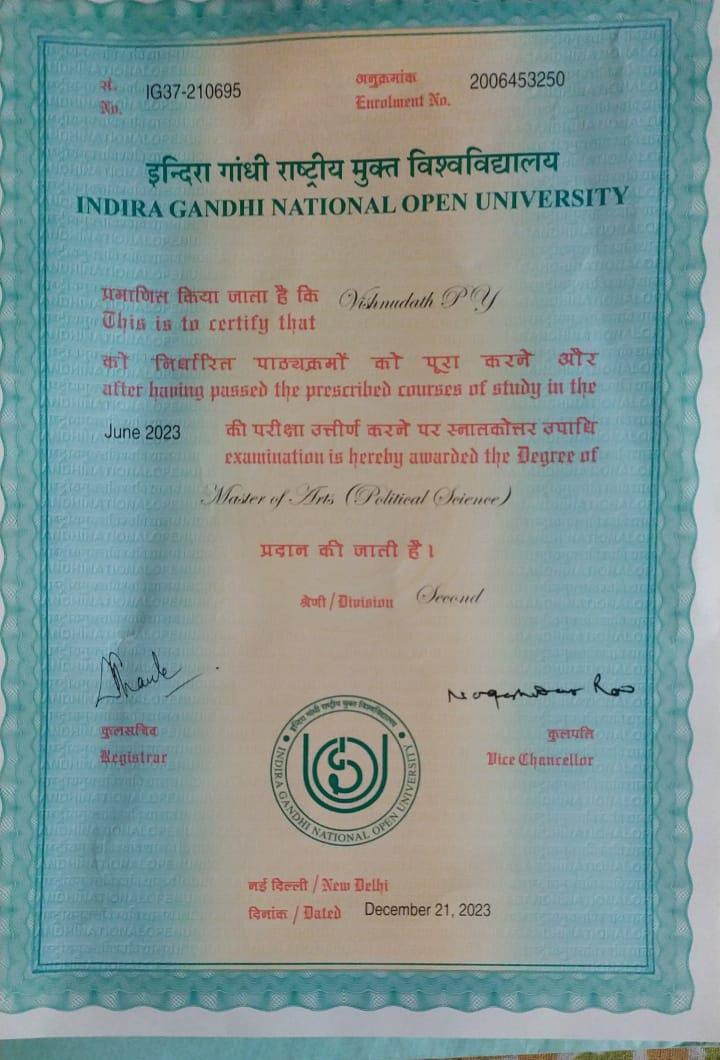 सं.
No. IG37-210695
अनुक्रमांक
Enrolment No. 2006453250
इन्दिरा गांधी राष्ट्रीय मुक्त विश्वविद्यालय
INDIRA GANDHI NATIONAL OPEN UNIVERSITY
प्रमाणित किया जाता है कि Vishnudath P Y
This is to certify that
को निर्धारित पाठ्यक्रमों को पूरा करने और
after having passed the prescribed courses of study in the
June 2023 की परीक्षा उत्तीर्ण करने पर स्नातकोत्तर उपाधि
examination is hereby awarded the Degree of
Master of Arts (Political Science)
प्रदान की जाती है।
श्रेणी / Division Second
Nageshwar Rao
कुलसचिव
Registrar
कुलपति
Vice Chancellor
इन्दिरा गांधी राष्ट्रीय मुक्त विश्वविद्यालय
INDIRA GANDHI NATIONAL OPEN UNIVERSITY
नई दिल्ली / New Delhi
दिनांक / Dated December 21, 2023